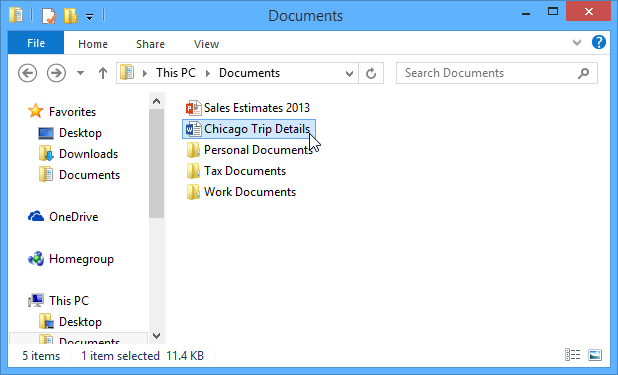 Documents
File Home Share View
This PC Documents
Search Documents
Favorites
Desktop
Downloads
Documents
OneDrive
Homegroup
This PC
Desktop
Documents
Sales Estimates 2013
Chicago Trip Details
Personal Documents
Tax Documents
Work Documents
5 items 1 item selected 11.4 KB